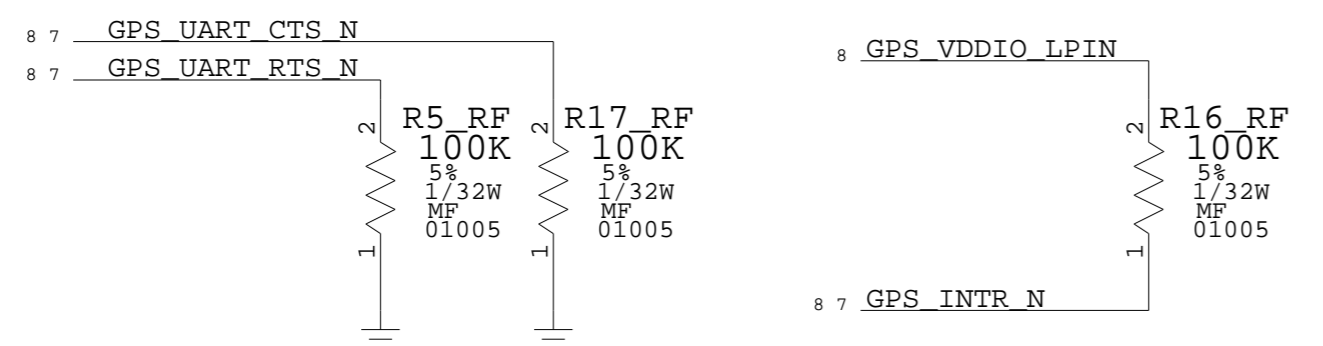 8 7 GPS_UART_CTS_N
8 7 GPS_UART_RTS_N
2 R5_RF
100K
5%
1/32W
MF
01005
1
2 R17_RF
100K
5%
1/32W
MF
01005
1
8 GPS_VDDIO_LPIN
2 R16_RF
100K
5%
1/32W
MF
01005
1
8 7 GPS_INTR_N